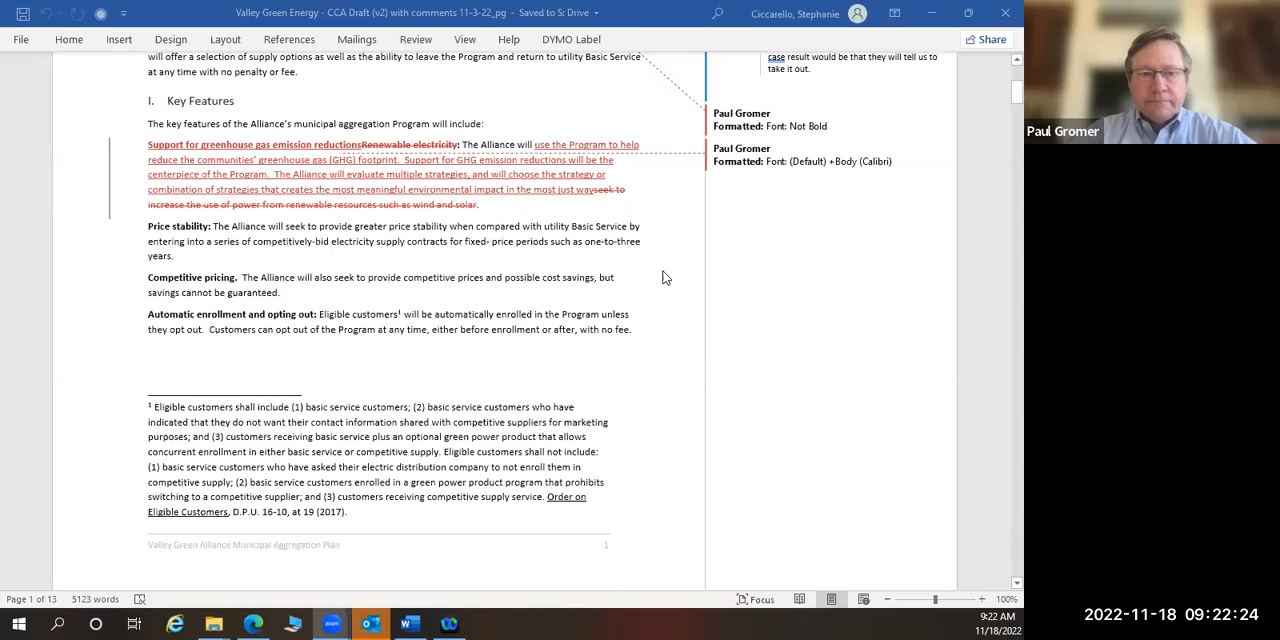 Valley Green Energy - CCA Draft (v2) with comments 11-3-22_pg - Saved to S: Drive
Ciccarello, Stephanie
File Home Insert Design Layout References Mailings Review View Help DYMO Label Share
will offer a selection of supply options as well as the ability to leave the Program and return to utility Basic Service
at any time with no penalty or fee.
I. Key Features
The key features of the Alliance's municipal aggregation Program will include:
Support for greenhouse gas emission reductionsRenewable electricity: The Alliance will use the Program to help
reduce the communities' greenhouse gas (GHG) footprint. Support for GHG emission reductions will be the
centerpiece of the Program. The Alliance will evaluate multiple strategies, and will choose the strategy or
combination of strategies that creates the most meaningful environmental impact in the most just wayseek to
increase the use of power from renewable resources such as wind and solar.
Price stability: The Alliance will seek to provide greater price stability when compared with utility Basic Service by
entering into a series of competitively-bid electricity supply contracts for fixed- price periods such as one-to-three
years.
Competitive pricing. The Alliance will also seek to provide competitive prices and possible cost savings, but
savings cannot be guaranteed.
Automatic enrollment and opting out: Eligible customers1 will be automatically enrolled in the Program unless
they opt out. Customers can opt out of the Program at any time, either before enrollment or after, with no fee.
1 Eligible customers shall include (1) basic service customers; (2) basic service customers who have
indicated that they do not want their contact information shared with competitive suppliers for marketing
purposes; and (3) customers receiving basic service plus an optional green power product that allows
concurrent enrollment in either basic service or competitive supply. Eligible customers shall not include:
(1) basic service customers who have asked their electric distribution company to not enroll them in
competitive supply; (2) basic service customers enrolled in a green power product program that prohibits
switching to a competitive supplier; and (3) customers receiving competitive supply service. Order on
Eligible Customers, D.P.U. 16-10, at 19 (2017).
Valley Green Alliance Municipal Aggregation Plan 1
case result would be that they will tell us to
take it out.
Paul Gromer
Formatted: Font: Not Bold
Paul Gromer
Formatted: Font: (Default) +Body (Calibri)
Paul Gromer
Page 1 of 13 5123 words Focus 100%
zoom
9:22 AM
11/18/2022
2022-11-18 09:22:24